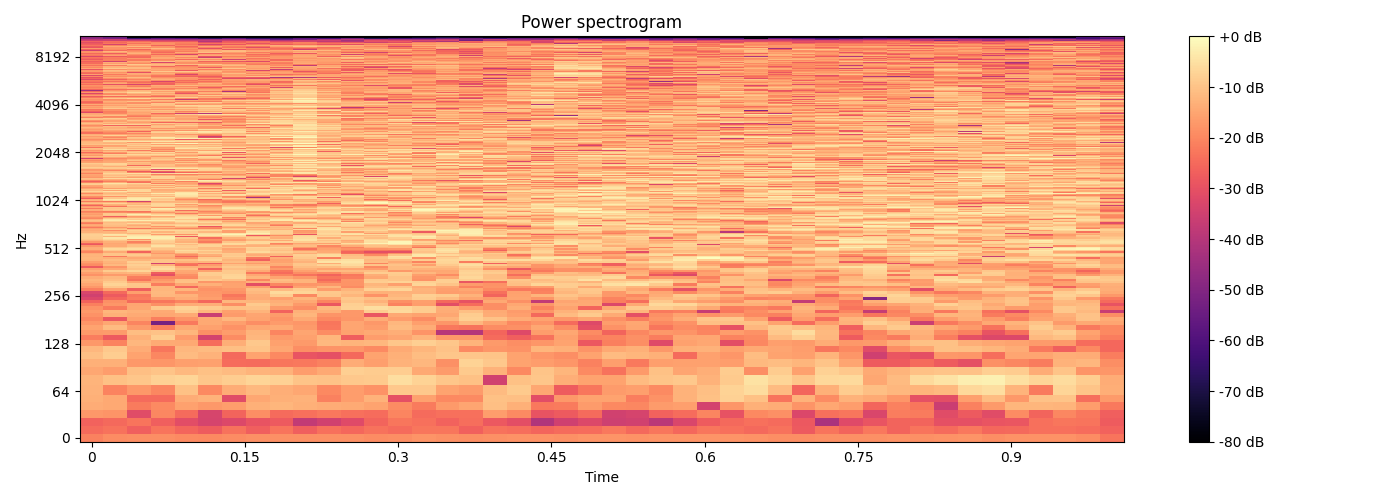 Power spectrogram
Hz
8192
4096
2048
1024
512
256
128
64
0
0 0.15 0.3 0.45 0.6 0.75 0.9
Time
+0 dB
-10 dB
-20 dB
-30 dB
-40 dB
-50 dB
-60 dB
-70 dB
-80 dB